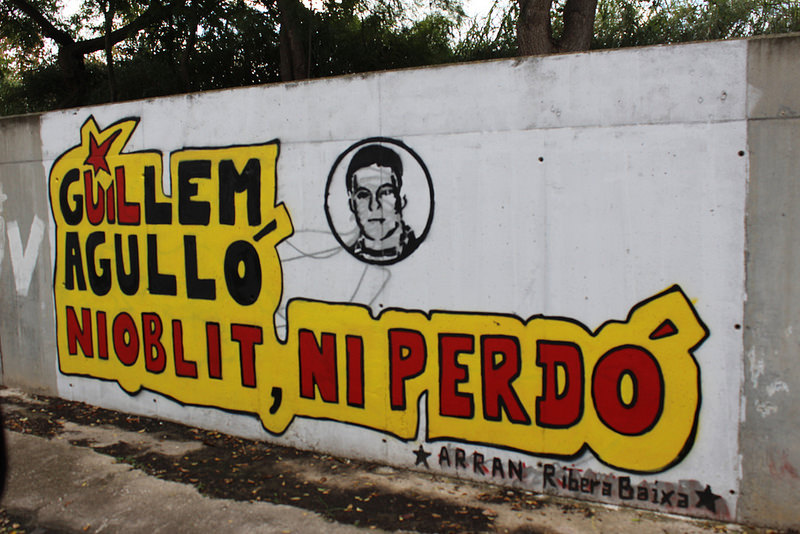 GUILLEM
AGULLÓ
NI OBLIT, NI PERDÓ
★ARRAN Ribera Baixa★